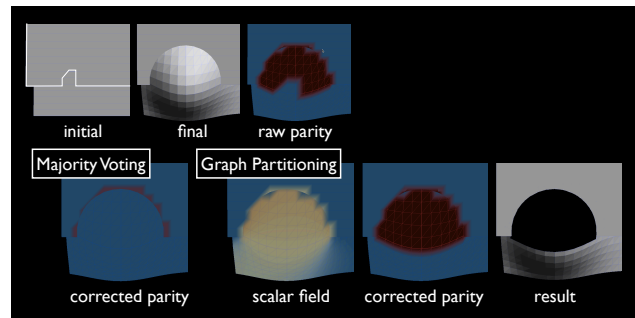 initial
final
raw parity
Majority Voting
Graph Partitioning
corrected parity
scalar field
corrected parity
result